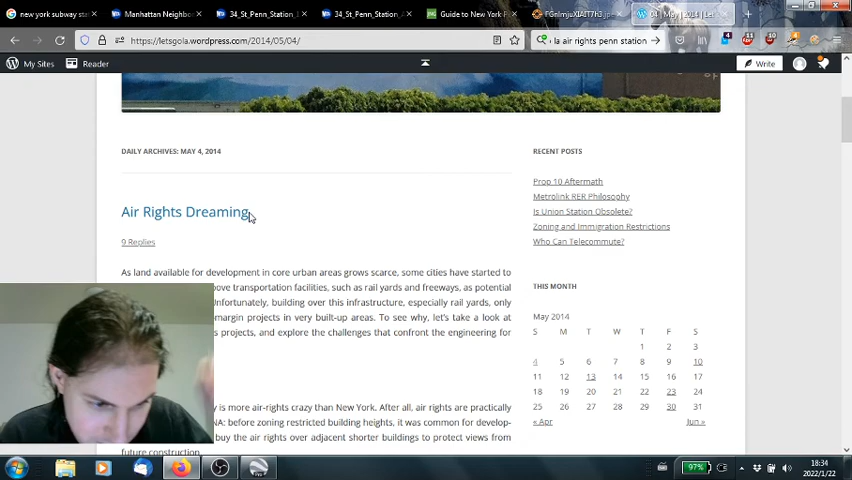 new york subway st
Manhattan Neighbo
34_St_Penn_Station_
34_St_Penn_Station_
Guide to New York P
FGnImjuXIAIT7h3.jpe
04 | May | 2014 | Let's
https://letsgola.wordpress.com/2014/05/04/
la air rights penn station
My Sites
Reader
Write
DAILY ARCHIVES: MAY 4, 2014
Air Rights Dreaming
9 Replies
As land available for development in core urban areas grows scarce, some cities have started to
ove transportation facilities, such as rail yards and freeways, as potential
Unfortunately, building over this infrastructure, especially rail yards, only
margin projects in very built-up areas. To see why, let's take a look at
s projects, and explore the challenges that confront the engineering for
y is more air-rights crazy than New York. After all, air rights are practically
NA: before zoning restricted building heights, it was common for develop-
buy the air rights over adjacent shorter buildings to protect views from
future construction.
RECENT POSTS
Prop 10 Aftermath
Metrolink RER Philosophy
Is Union Station Obsolete?
Zoning and Immigration Restrictions
Who Can Telecommute?
THIS MONTH
May 2014
S M T W T F S
1 2 3
4 5 6 7 8 9 10
11 12 13 14 15 16 17
18 19 20 21 22 23 24
25 26 27 28 29 30 31
« Apr Jun »
97%
18:34
2022/1/22